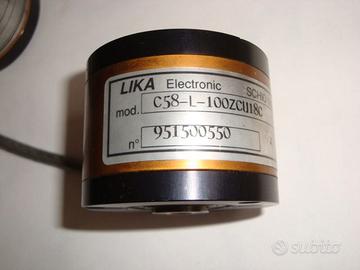 LIKA Electronic
mod. C58-L-100ZCU18C
n° 951500550
subito